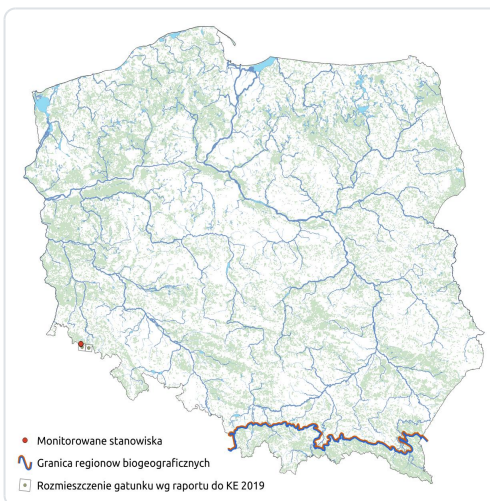 Monitorowane stanowiska
Granica regionow biogeograficznych
Rozmieszczenie gatunku wg raportu do KE 2019